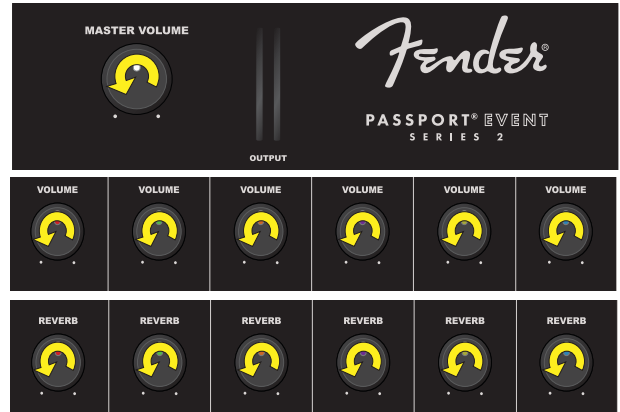 MASTER VOLUME
Fender®
PASSPORT® EVENT
SERIES 2
OUTPUT
VOLUME VOLUME VOLUME VOLUME VOLUME VOLUME
REVERB REVERB REVERB REVERB REVERB REVERB